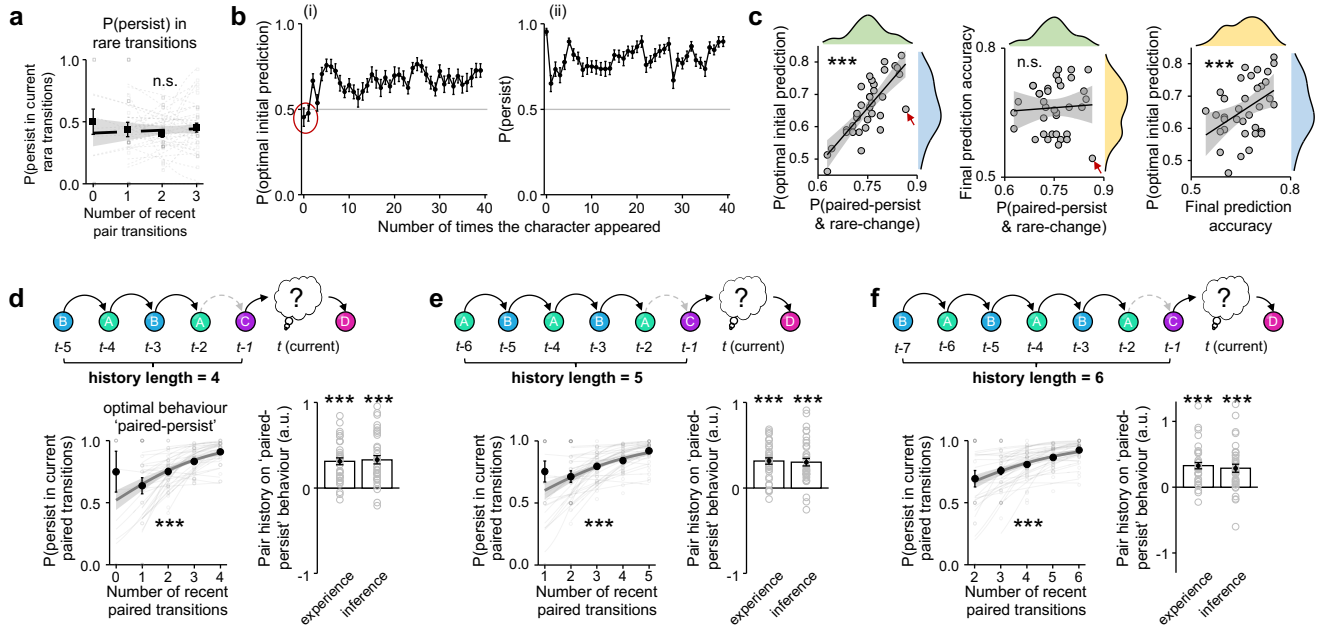 a
P(persist) in
rare transitions
P(persist in current
rara transitions)
1.0
0.5
0.0
n.s.
0 1 2 3
Number of recent
pair transitions
b
(i)
P(optimal initial prediction)
1.0
0.5
0.0
0 10 20 30 40
(ii)
P(persist)
1.0
0.5
0.0
0 10 20 30 40
Number of times the character appeared
c
P(optimal initial prediction)
0.8
0.7
0.6
0.5
***
0.6 0.75 0.9
P(paired-persist
& rare-change)
Final prediction accuracy
0.8
0.5
n.s.
0.6 0.75 0.9
P(paired-persist
& rare-change)
P(optimal initial prediction)
0.8
0.7
0.6
0.5
***
0.5 0.8
Final prediction
accuracy
d
B A B A C ? D
t-5 t-4 t-3 t-2 t-1 t (current)
history length = 4
optimal behaviour
'paired-persist'
P(persist in current
paired transitions)
1.0
0.5
0.0
***
0 1 2 3 4
Number of recent
paired transitions
Pair history on 'paired-
persist' behaviour (a.u.)
1
0
-1
*** ***
experience
inference
e
A B A B A C ? D
t-6 t-5 t-4 t-3 t-2 t-1 t (current)
history length = 5
P(persist in current
paired transitions)
1.0
0.5
0.0
***
1 2 3 4 5
Number of recent
paired transitions
Pair history on 'paired-
persist' behaviour (a.u.)
1
0
-1
*** ***
experience
inference
f
B A B A B A C ? D
t-7 t-6 t-5 t-4 t-3 t-2 t-1 t (current)
history length = 6
P(persist in current
paired transitions)
1.0
0.5
0.0
***
2 3 4 5 6
Number of recent
paired transitions
Pair history on 'paired-
persist' behaviour (a.u.)
1
0
-1
*** ***
experience
inference